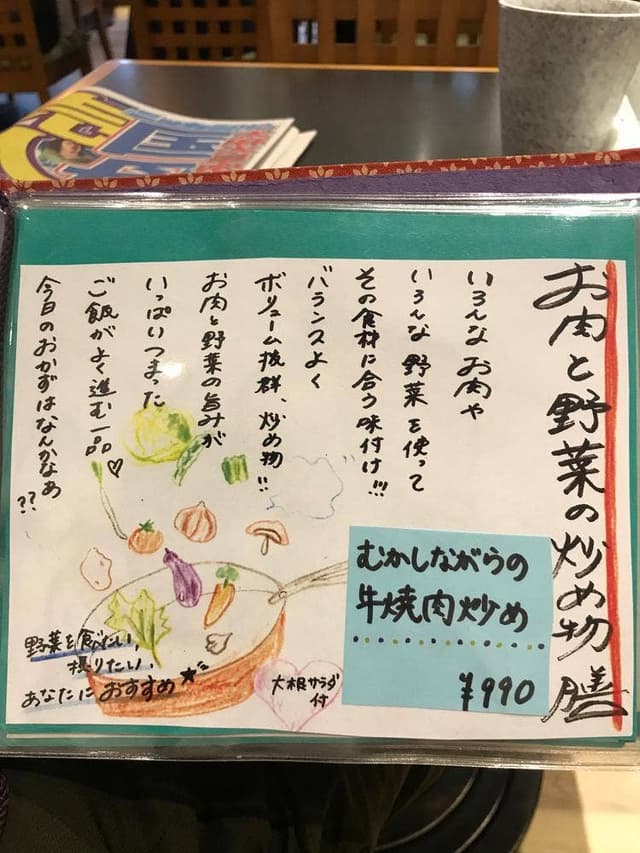 お肉と野菜の炒め物膳
いろんなお肉や
いろんな野菜を使って
その食材に合う味付け!!!
バランスよく
ボリューム抜群、炒め物!!
お肉と野菜の旨みが
いっぱいつまった
ご飯がよく進む一品♡
今日のおかずはなんかなぁ??
むかしながらの
牛焼肉炒め
¥990
大根サラダ
付
野菜を食べたい、
摂りたい、
あなたにおすすめ★